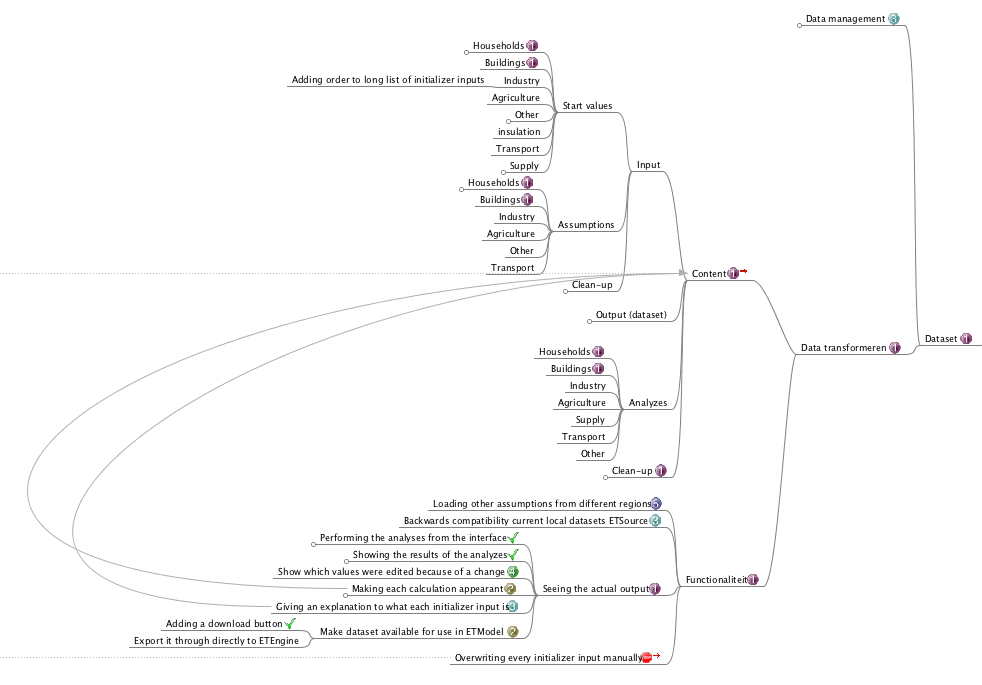 Data management 3
Households 1
Buildings 1
Adding order to long list of initializer inputs
Industry
Agriculture
Start values
Other
insulation
Transport
Supply
Input
Households 1
Buildings 1
Industry
Assumptions
Agriculture
Other
Transport
Content 1
Clean-up
Output (dataset)
Dataset 1
Data transformeren 1
Households 1
Buildings 1
Industry
Agriculture
Analyzes
Supply
Transport
Other
Clean-up 1
Loading other assumptions from different regions 5
Backwards compatibility current local datasets ETSource 3
Performing the analyses from the interface
Showing the results of the analyzes
Show which values were edited because of a change 4
Functionaliteit 1
Making each calculation appearant 2
Seeing the actual output 1
Giving an explanation to what each initializer input is 3
Adding a download button
Make dataset available for use in ETModel 2
Export it through directly to ETEngine
Overwriting every initializer input manually